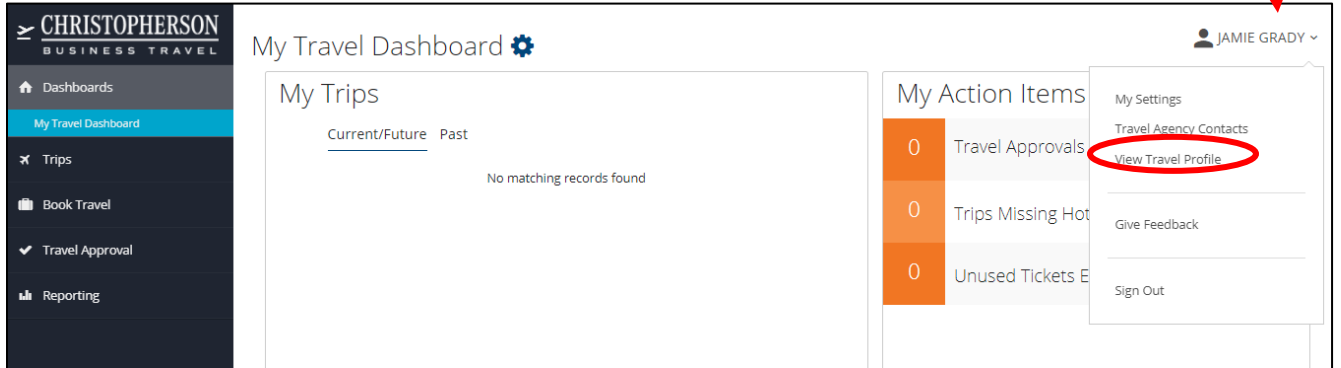 CHRISTOPHERSON
BUSINESS TRAVEL
Dashboards
My Travel Dashboard
Trips
Book Travel
Travel Approval
Reporting
My Travel Dashboard
JAMIE GRADY
My Trips
Current/Future Past
No matching records found
My Action Items
0 Travel Approvals
0 Trips Missing Hot
0 Unused Tickets E
My Settings
Travel Agency Contacts
View Travel Profile
Give Feedback
Sign Out